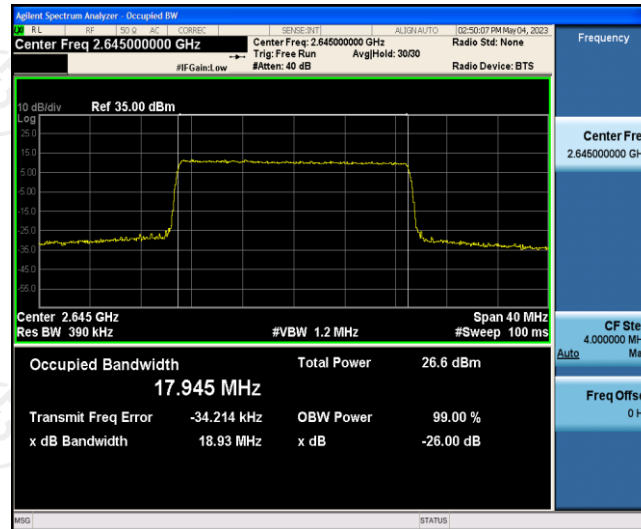 Agilent Spectrum Analyzer - Occupied BW
RL RF 50 Ω AC CORREC SENSE:INT ALIGN AUTO 02:50:07 PM May 04, 2023
Center Freq 2.645000000 GHz
Center Freq: 2.645000000 GHz
Radio Std: None
Trig: Free Run Avg|Hold: 30/30
#IFGain:Low #Atten: 40 dB Radio Device: BTS
Frequency
10 dB/div Ref 35.00 dBm
Log
25.0
15.0
5.00
-5.00
-15.0
-25.0
-35.0
-45.0
-55.0
Center Fre
2.645000000 GH
Center 2.645 GHz Span 40 MHz
Res BW 390 kHz #VBW 1.2 MHz #Sweep 100 ms
CF Ste
4.000000 MH
Auto Ma
Occupied Bandwidth Total Power 26.6 dBm
17.945 MHz
Transmit Freq Error -34.214 kHz OBW Power 99.00 %
x dB Bandwidth 18.93 MHz x dB -26.00 dB
Freq Offse
0 H
MSG STATUS